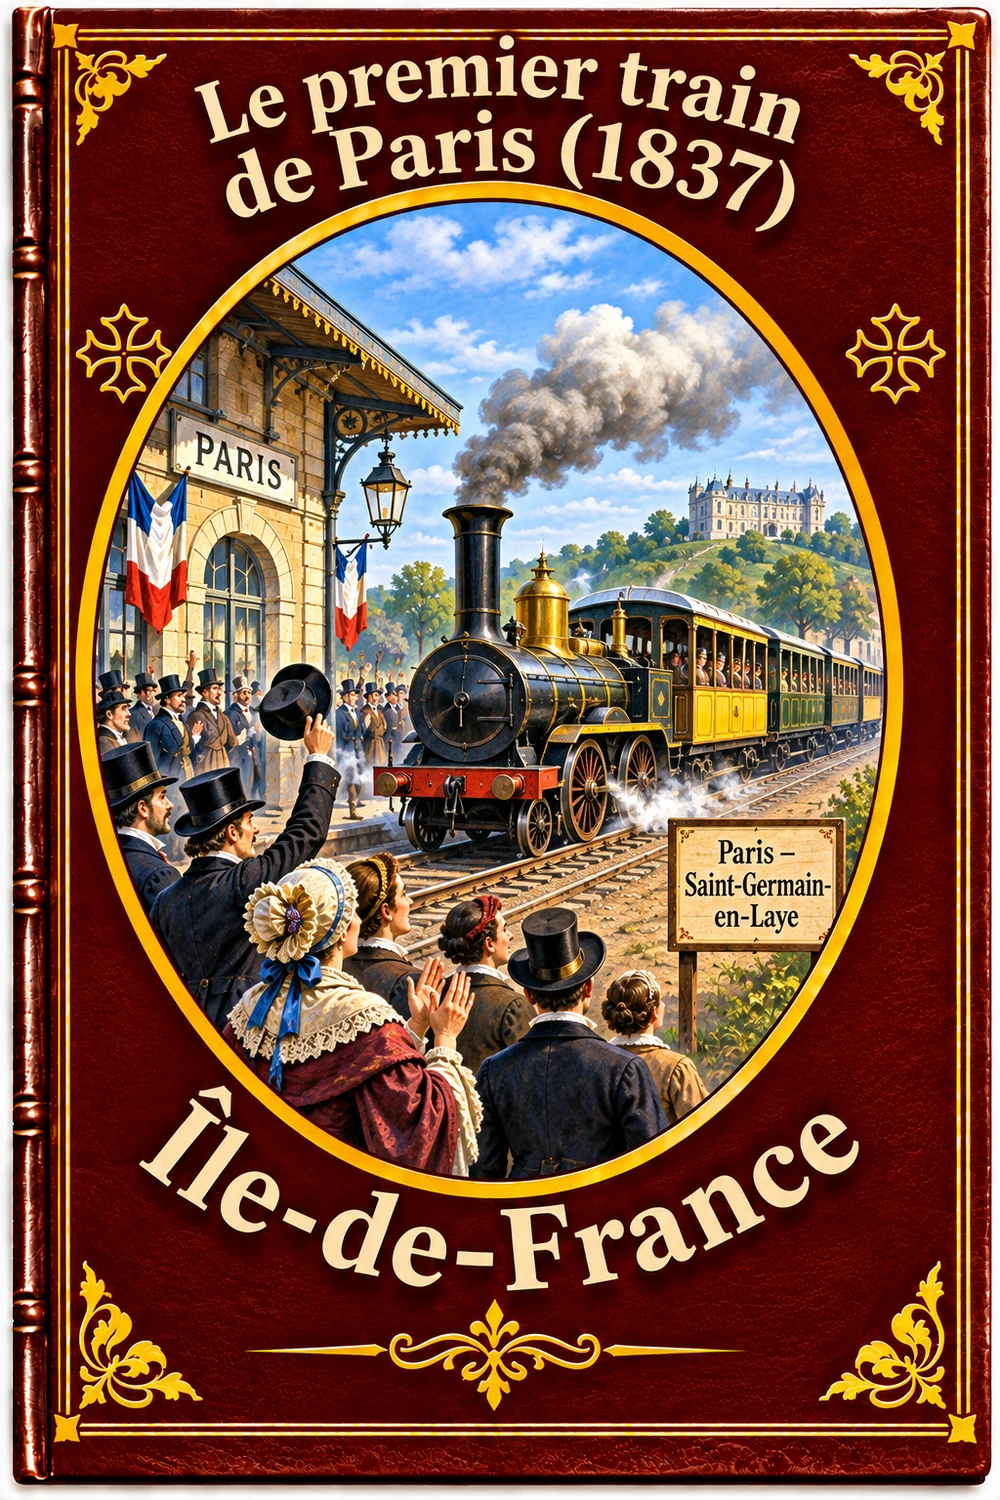 Le premier train
de Paris (1837)
PARIS
Paris –
Saint-Germain-
en-Laye
Île-de-France